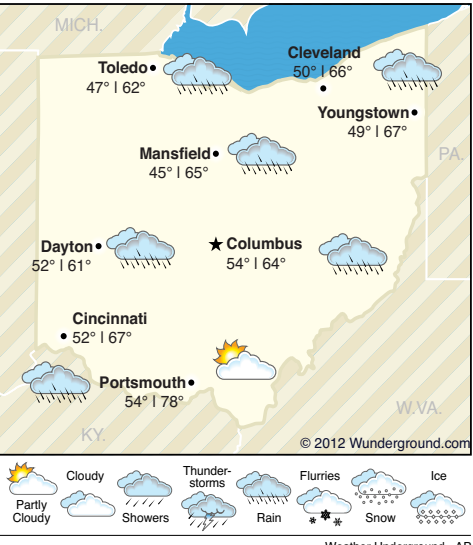 MICH.
Cleveland
50° | 66°
Toledo
47° | 62°
Youngstown
49° | 67°
Mansfield
45° | 65°
PA.
Dayton
52° | 61°
Columbus
54° | 64°
Cincinnati
52° | 67°
Portsmouth
54° | 78°
W.VA.
KY.
© 2012 Wunderground.com
Partly
Cloudy
Cloudy
Showers
Thunder-
storms
Rain
Flurries
Snow
Ice
Weather Underground • AP